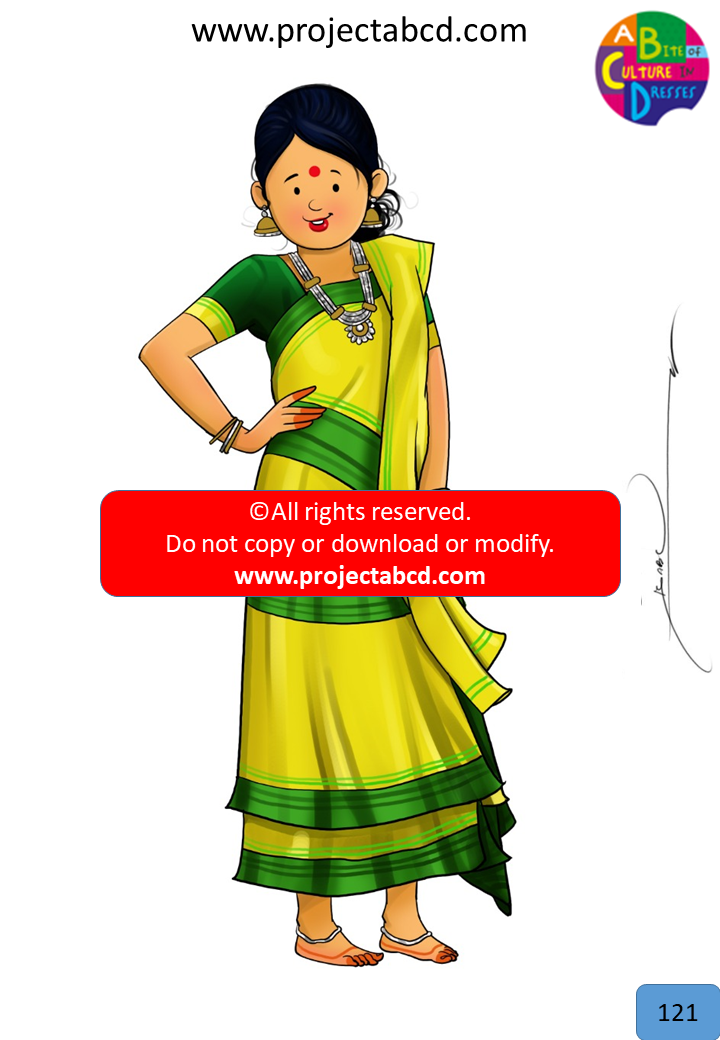 www.projectabcd.com
A BITE OF
CULTURE IN
DRESSES
©All rights reserved.
Do not copy or download or modify.
www.projectabcd.com
121